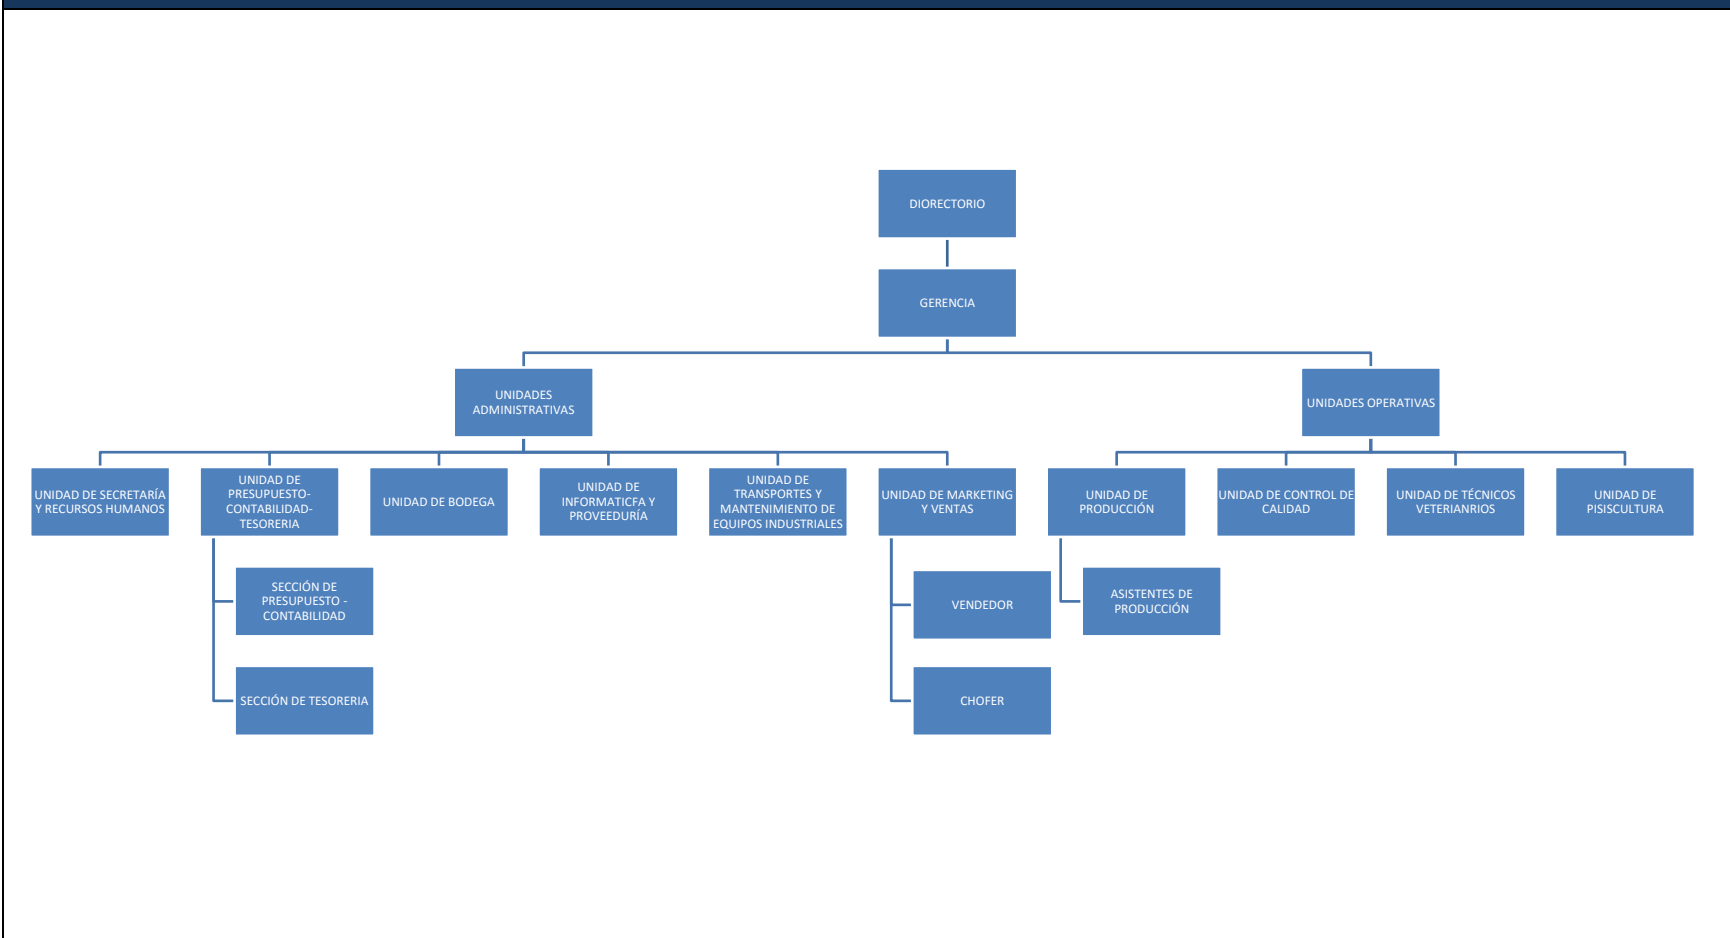 DIORECTORIO
GERENCIA
UNIDADES
ADMINISTRATIVAS
UNIDADES OPERATIVAS
UNIDAD DE SECRETARÍA
Y RECURSOS HUMANOS
UNIDAD DE
PRESUPUESTO-
CONTABILIDAD-
TESORERIA
UNIDAD DE BODEGA
UNIDAD DE
INFORMATICFA Y
PROVEEDURÍA
UNIDAD DE
TRANSPORTES Y
MANTENIMIENTO DE
EQUIPOS INDUSTRIALES
UNIDAD DE MARKETING
Y VENTAS
UNIDAD DE
PRODUCCIÓN
UNIDAD DE CONTROL DE
CALIDAD
UNIDAD DE TÉCNICOS
VETERIANRIOS
UNIDAD DE
PISISCULTURA
SECCIÓN DE
PRESUPUESTO -
CONTABILIDAD
VENDEDOR
ASISTENTES DE
PRODUCCIÓN
SECCIÓN DE TESORERIA
CHOFER